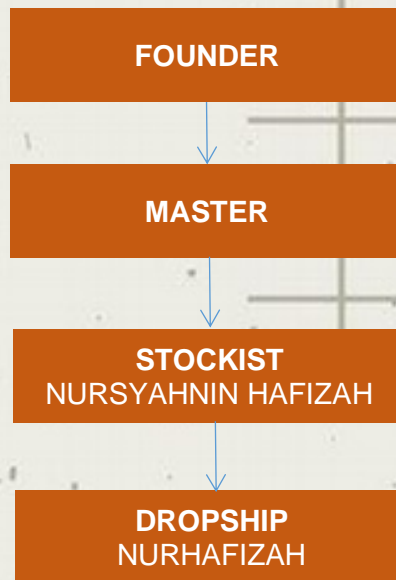 FOUNDER
MASTER
STOCKIST
NURSYAHNIN HAFIZAH
DROPSHIP
NURHAFIZAH